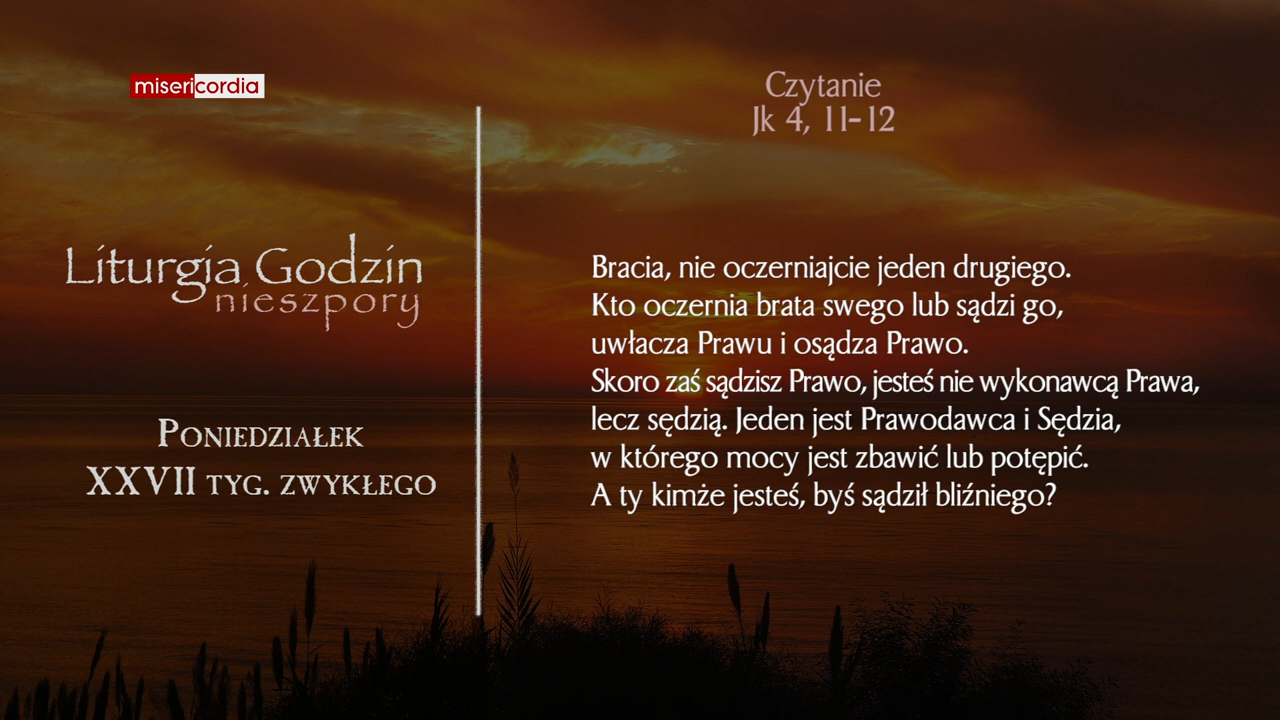 misericordia
Liturgia Godzin
nieszpory
Poniedziałek
XXVII tyg. zwykłego
Czytanie
Jk 4, 11-12
Bracia, nie oczerniajcie jeden drugiego.
Kto oczernia brata swego lub sądzi go,
uwłacza Prawu i osądza Prawo.
Skoro zaś sądzisz Prawo, jesteś nie wykonawcą Prawa,
lecz sędzią. Jeden jest Prawodawca i Sędzia,
w którego mocy jest zbawić lub potępić.
A ty kimże jesteś, byś sądził bliźniego?